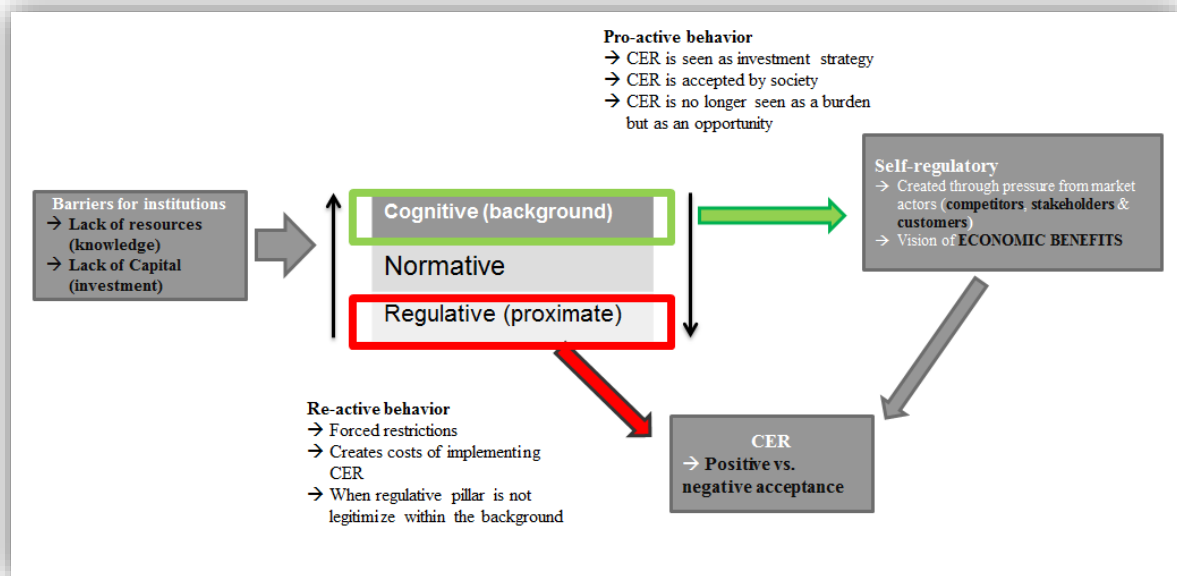 Pro-active behavior
→ CER is seen as investment strategy
→ CER is accepted by society
→ CER is no longer seen as a burden
but as an opportunity
Barriers for institutions
→ Lack of resources
(knowledge)
→ Lack of Capital
(investment)
Cognitive (background)
Normative
Regulative (proximate)
Self-regulatory
→ Created through pressure from market
actors (competitors, stakeholders &
customers)
→ Vision of ECONOMIC BENEFITS
Re-active behavior
→ Forced restrictions
→ Creates costs of implementing
CER
→ When regulative pillar is not
legitimize within the background
CER
→ Positive vs.
negative acceptance